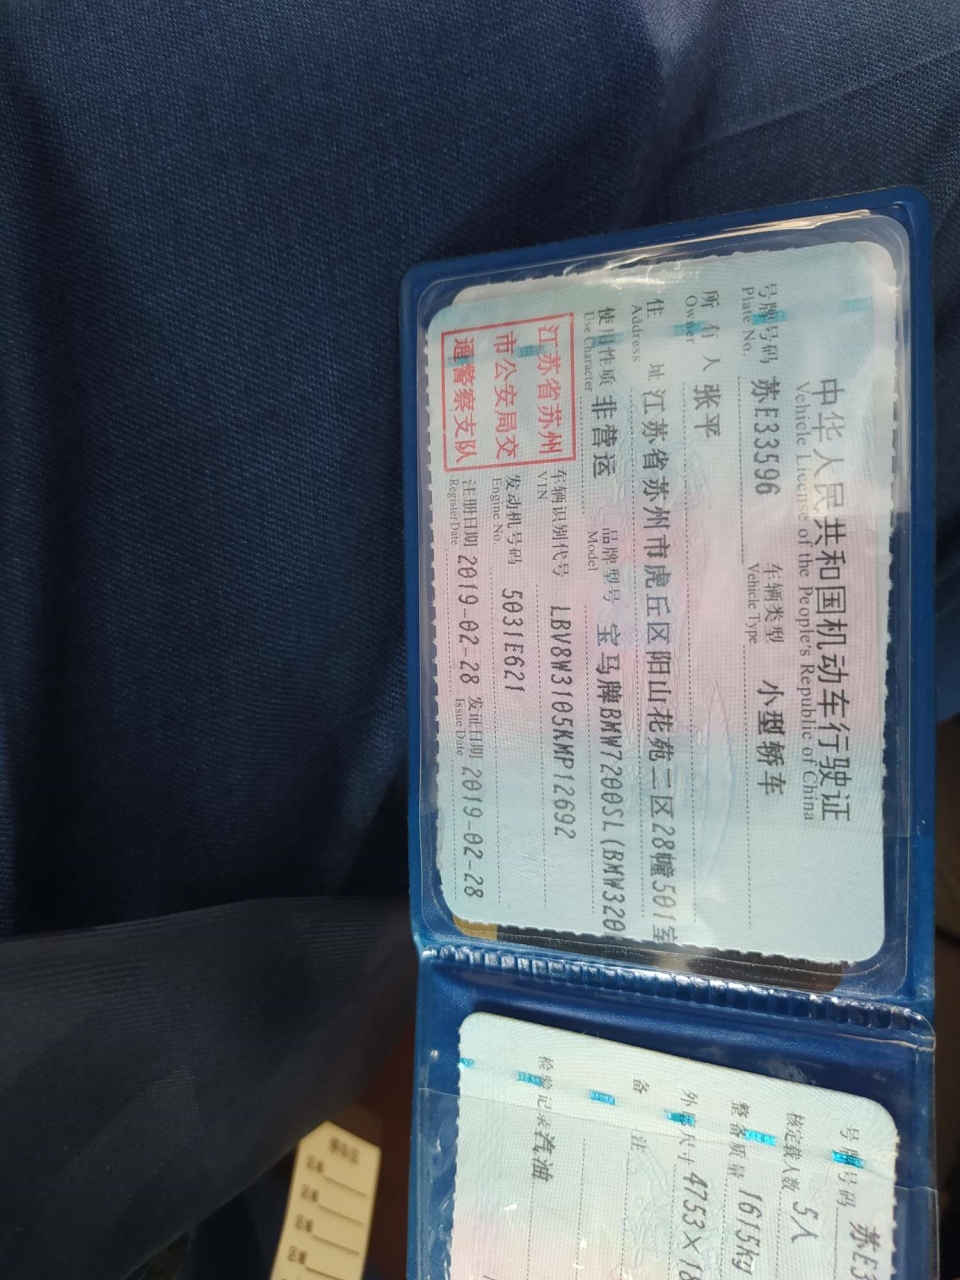 中华人民共和国机动车行驶证
Vehicle License of the People's Republic of China
号牌号码 苏E33596 车辆类型 小型轿车
Plate No. Vehicle Type
所有人 张平
Owner
住址 江苏省苏州市虎丘区阳山花苑二区28幢501室
Address
使用性质 非营运 品牌型号 宝马牌BMW7200SL(BMW320
Use Character Model
江苏省苏州
市公安局交
通警察支队
车辆识别代号 LBV8W3105KMP12692
VIN
发动机号码 5031E621
Engine No.
注册日期 2019-02-28 发证日期 2019-02-28
Register Date Issue Date
号牌号码 苏E3
核定载人数 5人
整备质量 1615kg
外廓尺寸 4753×18
备注
检验记录 汽油
区域
区域
区域
区域